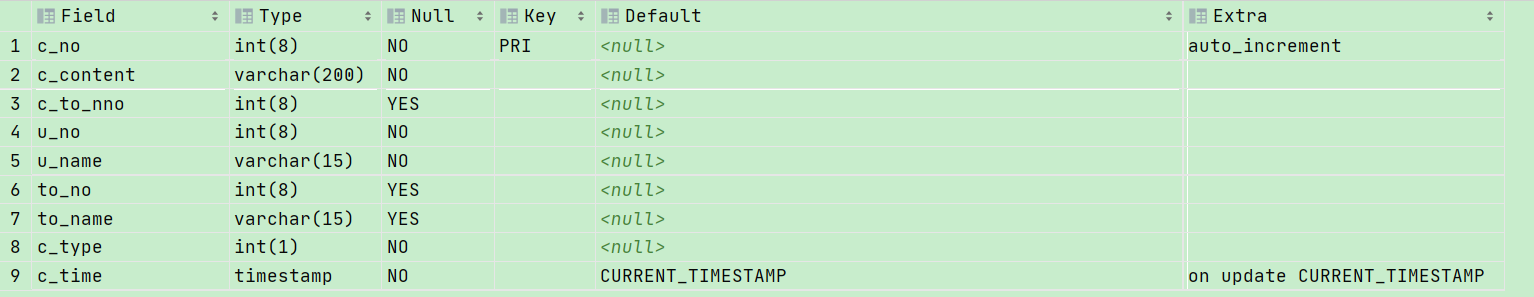 Field Type Null Key Default Extra
1 c_no int(8) NO PRI <null> auto_increment
2 c_content varchar(200) NO <null>
3 c_to_nno int(8) YES <null>
4 u_no int(8) NO <null>
5 u_name varchar(15) NO <null>
6 to_no int(8) YES <null>
7 to_name varchar(15) YES <null>
8 c_type int(1) NO <null>
9 c_time timestamp NO CURRENT_TIMESTAMP on update CURRENT_TIMESTAMP